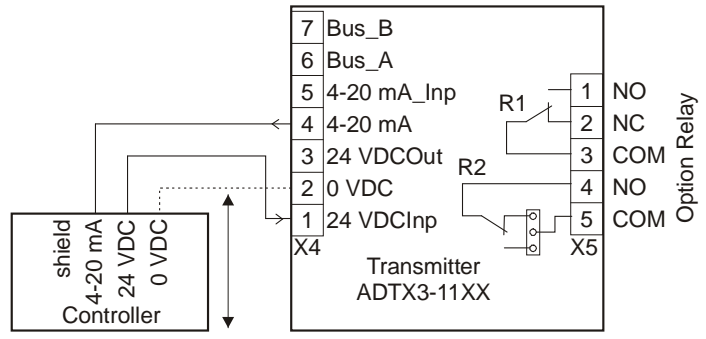 7 Bus_B
6 Bus_A
5 4-20 mA_Inp
4 4-20 mA
3 24 VDCOut
2 0 VDC
1 24 VDCInp
X4
R1
R2
1 NO
2 NC
3 COM
4 NO
5 COM
X5
Option Relay
Transmitter
ADTX3-11XX
shield
4-20 mA
24 VDC
0 VDC
Controller